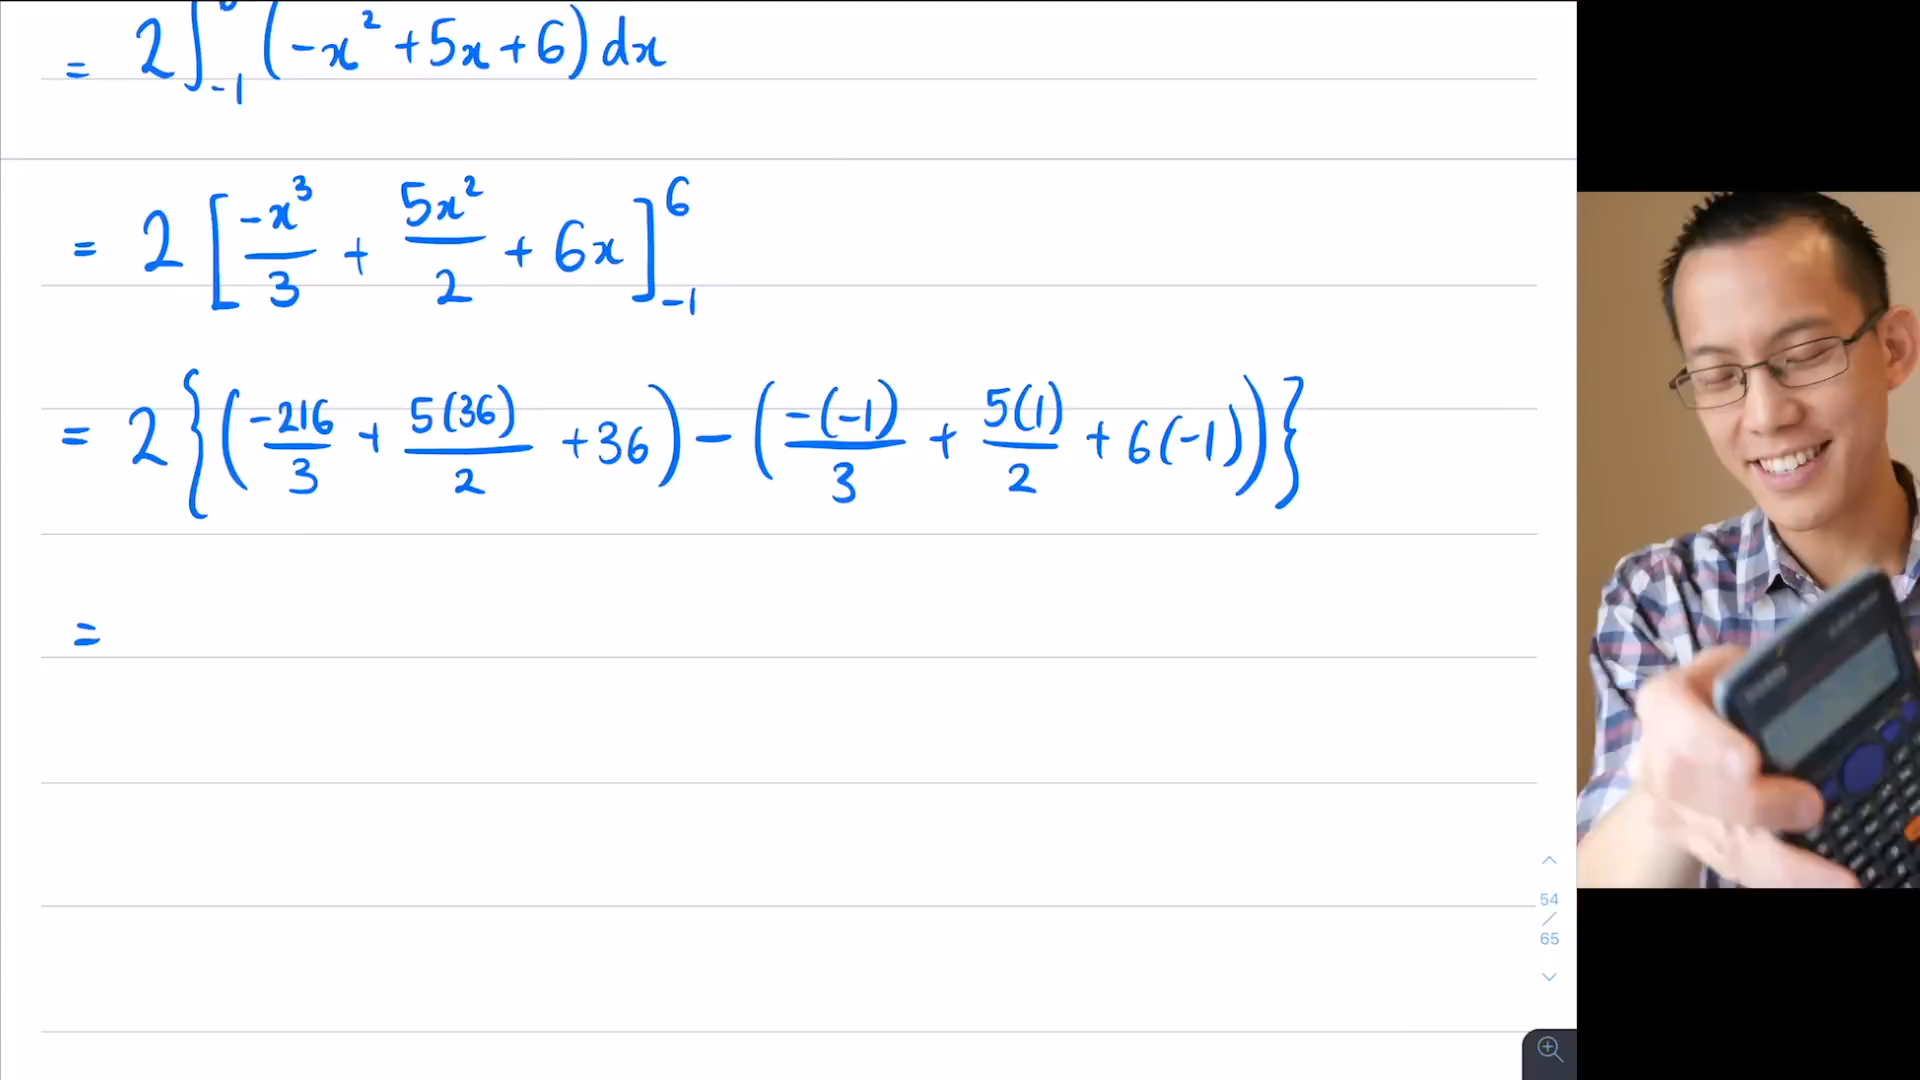 = 2∫₋₁⁶ (-x² + 5x + 6) dx
= 2 [ -x³/3 + 5x²/2 + 6x ]₋₁⁶
= 2 { ( -216/3 + 5(36)/2 + 36 ) - ( -(-1)/3 + 5(1)/2 + 6(-1) ) }
=
54
/
65